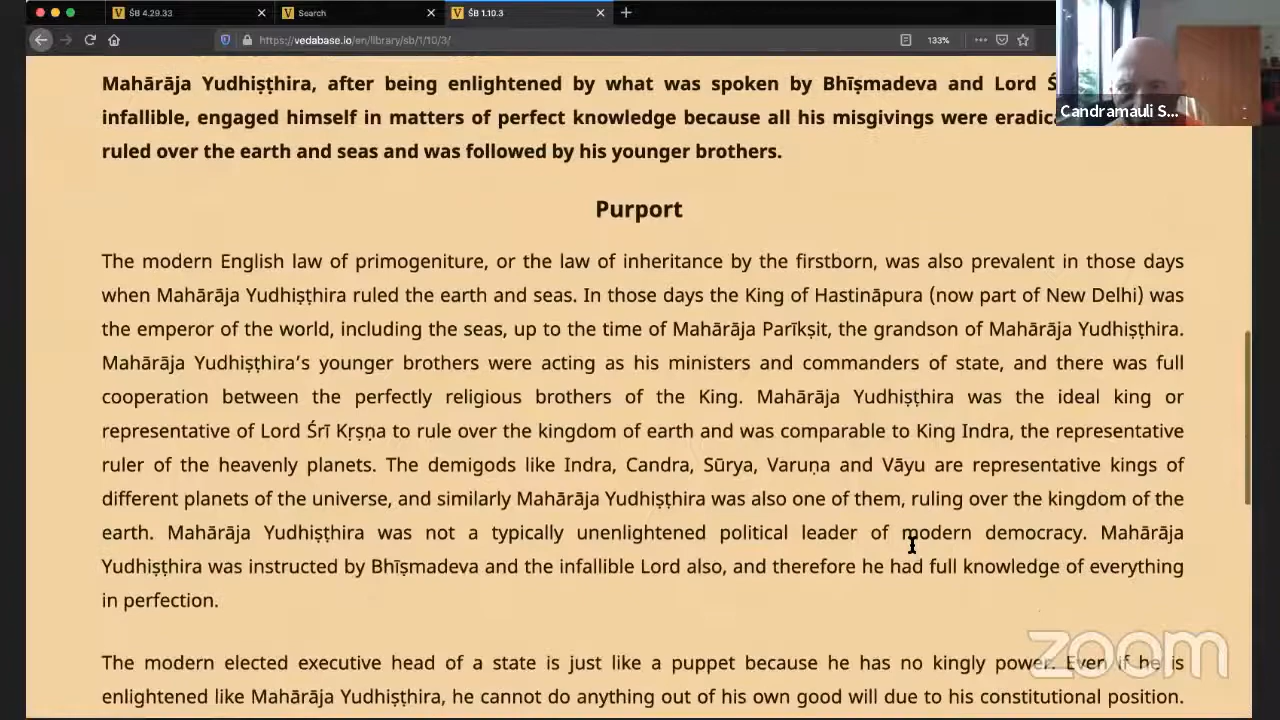 ŚB 4.29.33
Search
ŚB 1.10.3
https://vedabase.io/en/library/sb/1/10/3/
133%
Candramauli S...
Mahārāja Yudhiṣṭhira, after being enlightened by what was spoken by Bhīṣmadeva and Lord
infallible, engaged himself in matters of perfect knowledge because all his misgivings were
ruled over the earth and seas and was followed by his younger brothers.
Purport
The modern English law of primogeniture, or the law of inheritance by the firstborn, was also prevalent in those days
when Mahārāja Yudhiṣṭhira ruled the earth and seas. In those days the King of Hastināpura (now part of New Delhi) was
the emperor of the world, including the seas, up to the time of Mahārāja Parīkṣit, the grandson of Mahārāja Yudhiṣṭhira.
Mahārāja Yudhiṣṭhira’s younger brothers were acting as his ministers and commanders of state, and there was full
cooperation between the perfectly religious brothers of the King. Mahārāja Yudhiṣṭhira was the ideal king or
representative of Lord Śrī Kṛṣṇa to rule over the kingdom of earth and was comparable to King Indra, the representative
ruler of the heavenly planets. The demigods like Indra, Candra, Sūrya, Varuṇa and Vāyu are representative kings of
different planets of the universe, and similarly Mahārāja Yudhiṣṭhira was also one of them, ruling over the kingdom of the
earth. Mahārāja Yudhiṣṭhira was not a typically unenlightened political leader of modern democracy. Mahārāja
Yudhiṣṭhira was instructed by Bhīṣmadeva and the infallible Lord also, and therefore he had full knowledge of everything
in perfection.
The modern elected executive head of a state is just like a puppet because he has no kingly power. Even if he is
enlightened like Mahārāja Yudhiṣṭhira, he cannot do anything out of his own good will due to his constitutional position.
zoom